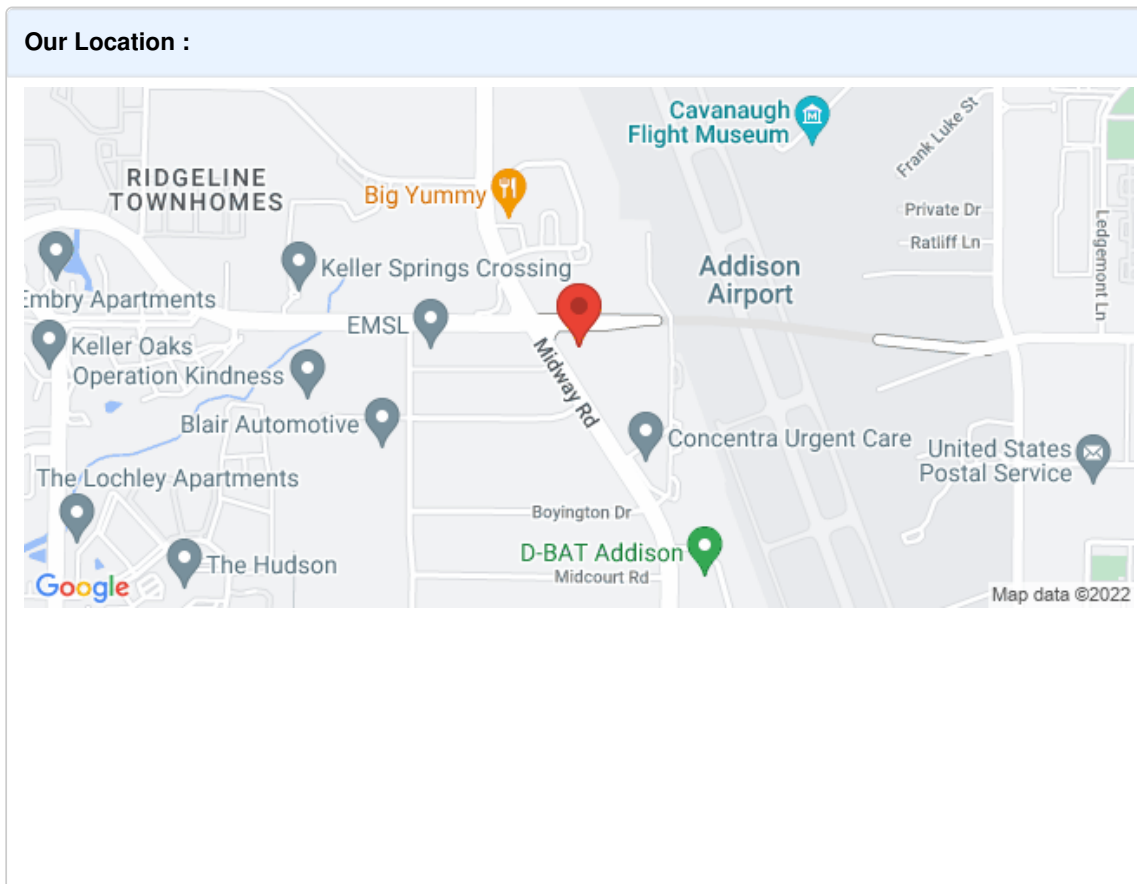 Our Location :
Cavanaugh
Flight Museum
Frank Luke St
RIDGELINE
TOWNHOMES
Big Yummy
Private Dr
Ratliff Ln
Ledgemont Ln
Keller Springs Crossing
Addison
Airport
Embry Apartments
EMSL
Keller Oaks
Midway Rd
Operation Kindness
Blair Automotive
Concentra Urgent Care
United States
Postal Service
The Lochley Apartments
Boyington Dr
D-BAT Addison
The Hudson
Midcourt Rd
Google
Map data ©2022